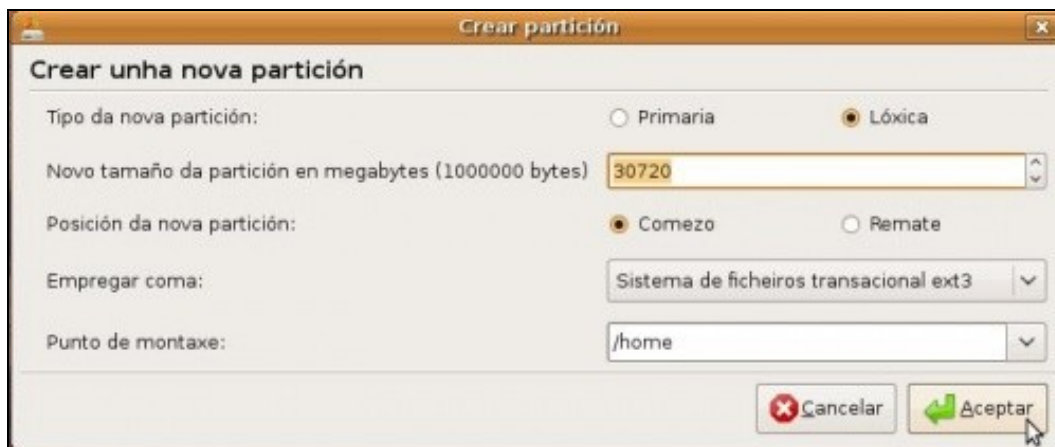 Crear partición
Crear unha nova partición
Tipo da nova partición: Primaria Lóxica
Novo tamaño da partición en megabytes (1000000 bytes) 30720
Posición da nova partición: Comezo Remate
Empregar coma: Sistema de ficheiros transacional ext3
Punto de montaxe: /home
Cancelar Aceptar